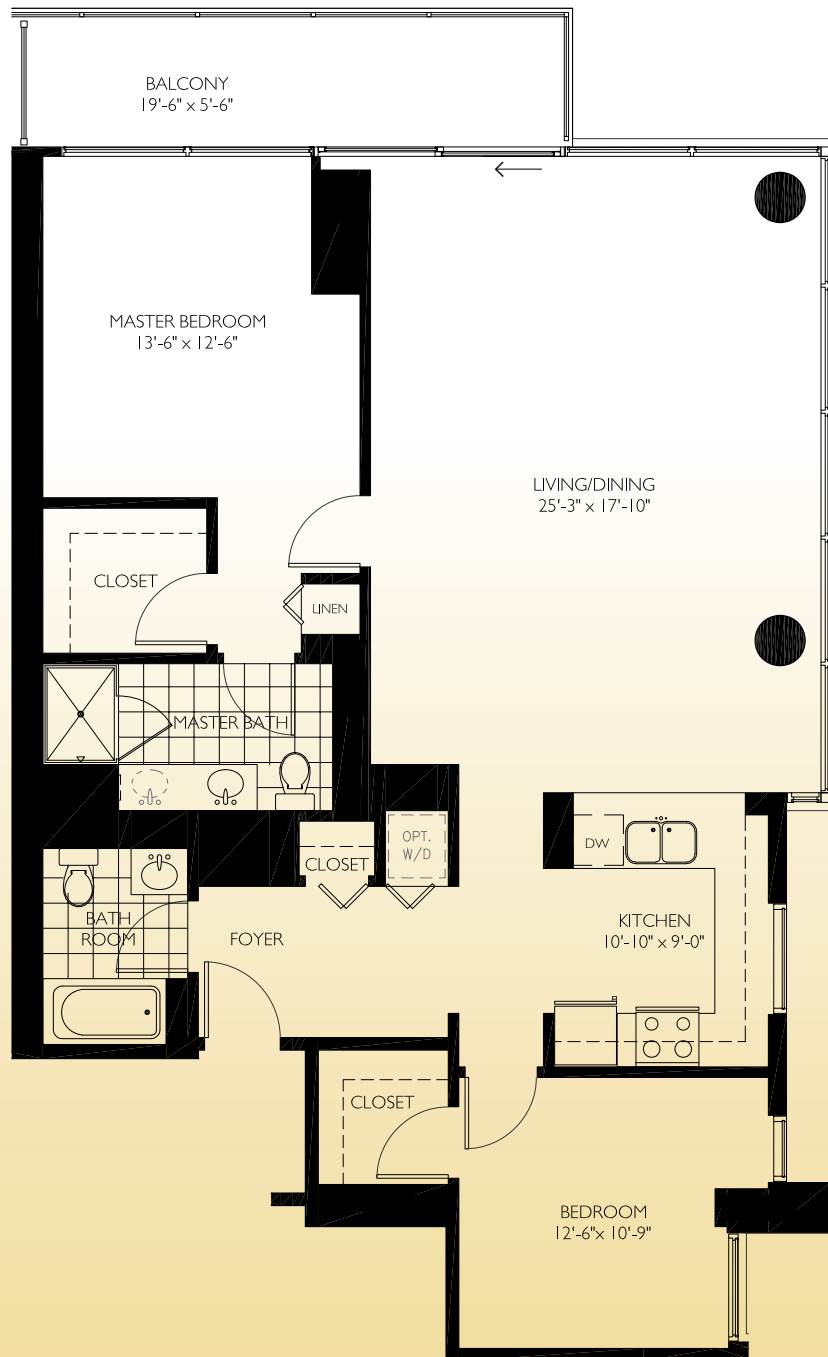 BALCONY
19'-6" x 5'-6"
MASTER BEDROOM
13'-6" x 12'-6"
LIVING/DINING
25'-3" x 17'-10"
CLOSET
LINEN
MASTER BATH
OPT.
W/D
CLOSET
DW
BATH
ROOM
FOYER
KITCHEN
10'-10" x 9'-0"
CLOSET
BEDROOM
12'-6"x 10'-9"